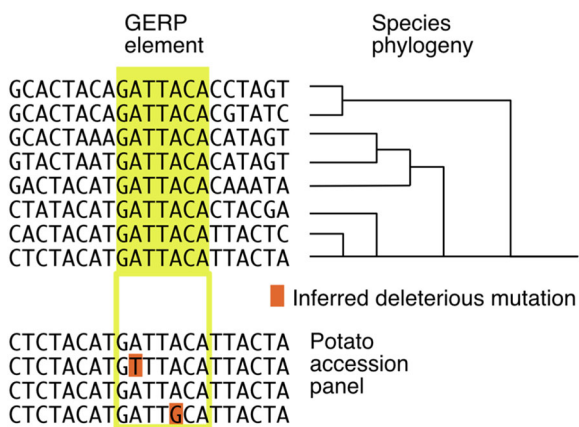 GERP
element
Species
phylogeny
GCACTACAGATTACACCTAGT
GCACTACAGATTACACGTATC
GCACTAAAGATTACACATAGT
GTACTAATGATTACACATAGT
GACTACATGATTACACAAATA
CTATACATGATTACACTACGA
CACTACATGATTACATTACTC
CTCTACATGATTACATTACTA
Inferred deleterious mutation
CTCTACATGATTACATTACTA
CTCTACATGTTTACATTACTA
CTCTACATGATTACATTACTA
CTCTACATGATTGCATTACTA
Potato
accession
panel